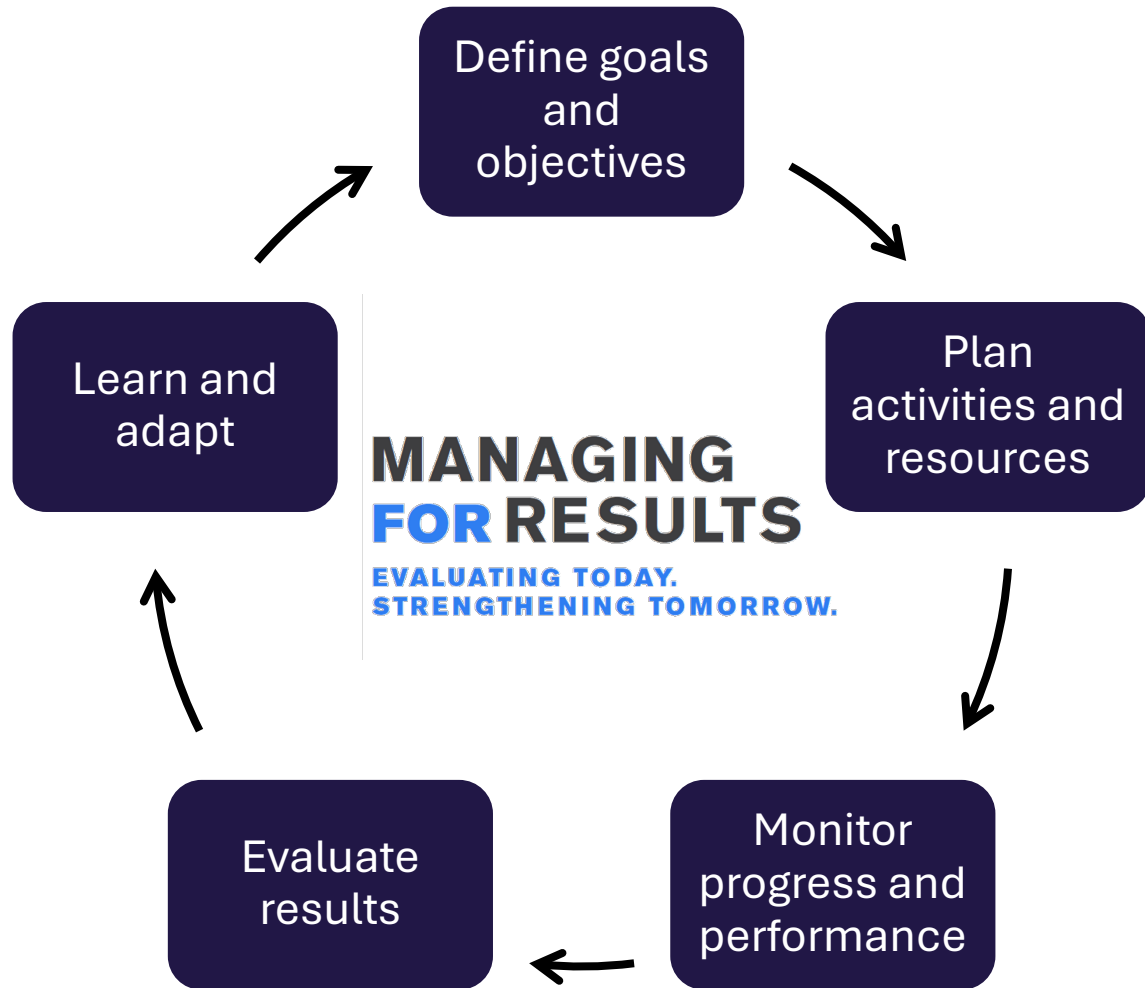 Define goals
and
objectives
Plan
activities and
resources
Monitor
progress and
performance
Evaluate
results
Learn and
adapt
MANAGING
FOR RESULTS
EVALUATING TODAY.
STRENGTHENING TOMORROW.